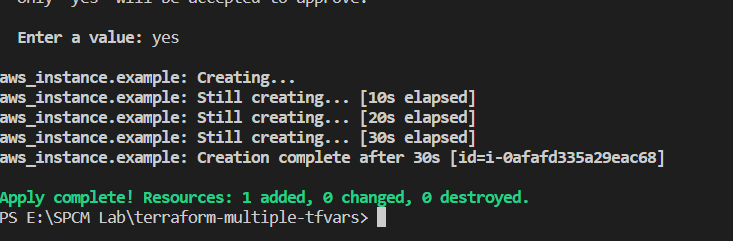 only 'yes' will be accepted to approve.
Enter a value: yes
aws_instance.example: Creating...
aws_instance.example: Still creating... [10s elapsed]
aws_instance.example: Still creating... [20s elapsed]
aws_instance.example: Still creating... [30s elapsed]
aws_instance.example: Creation complete after 30s [id=i-0afafd335a29eac68]
Apply complete! Resources: 1 added, 0 changed, 0 destroyed.
PS E:\SPCM Lab\terraform-multiple-tfvars>